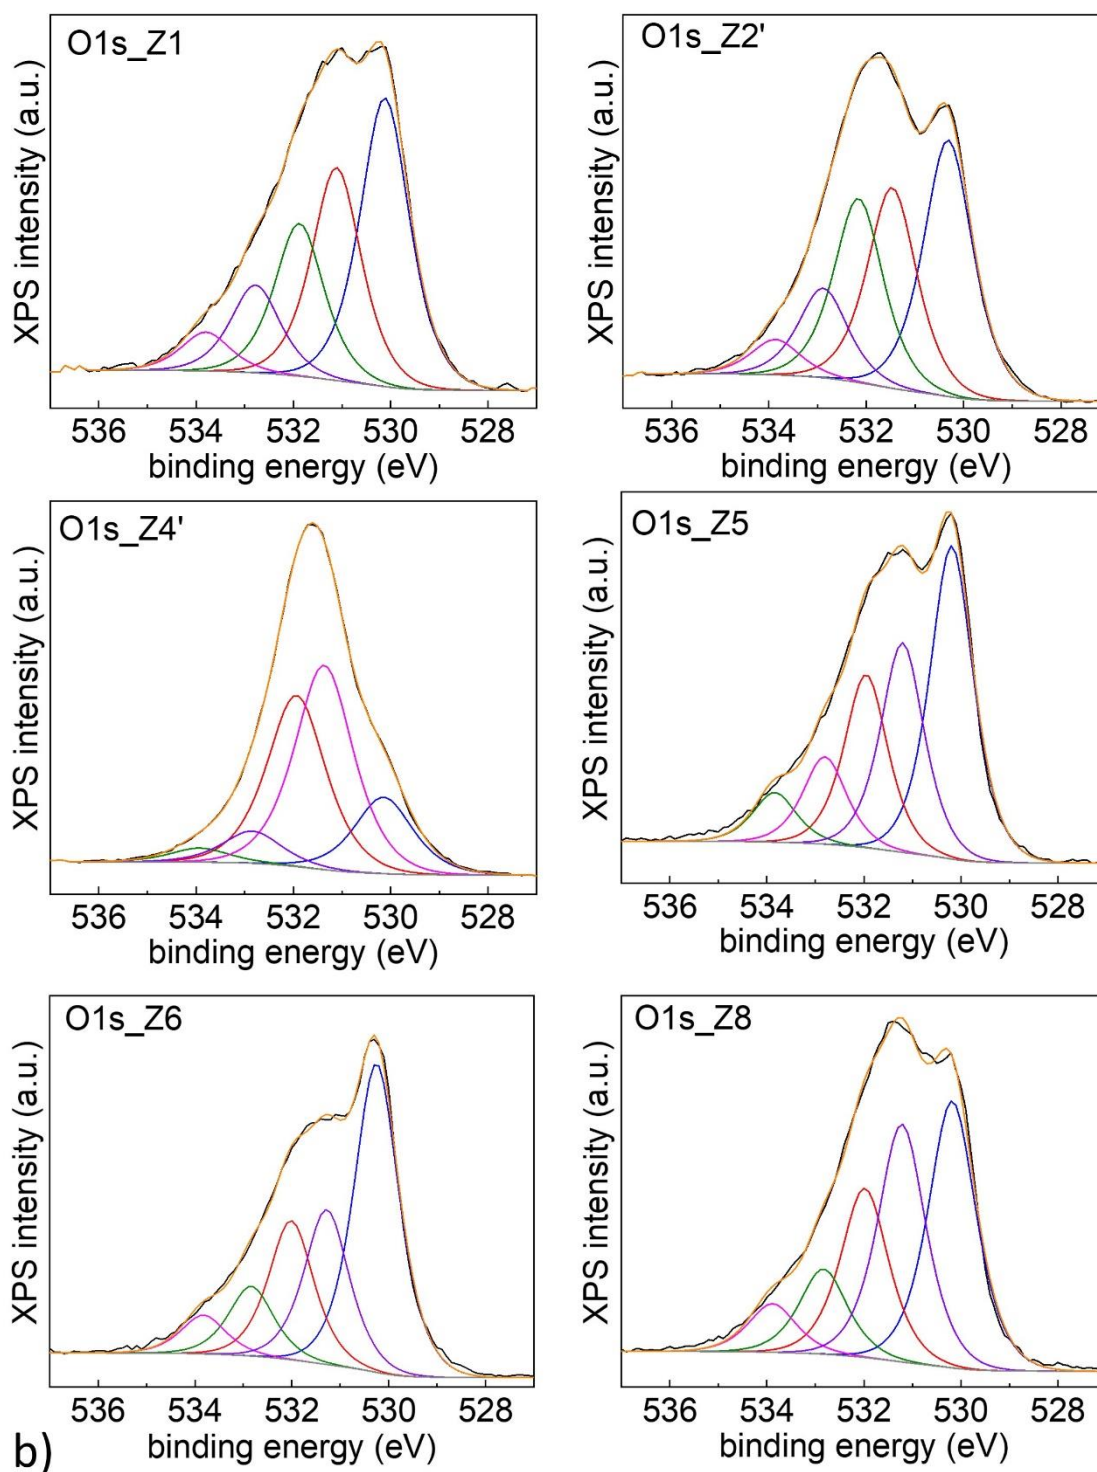 O1s_Z1
XPS intensity (a.u.)
536 534 532 530 528
binding energy (eV)
O1s_Z2'
XPS intensity (a.u.)
536 534 532 530 528
binding energy (eV)
O1s_Z4'
XPS intensity (a.u.)
536 534 532 530 528
binding energy (eV)
O1s_Z5
XPS intensity (a.u.)
536 534 532 530 528
binding energy (eV)
O1s_Z6
XPS intensity (a.u.)
536 534 532 530 528
binding energy (eV)
O1s_Z8
XPS intensity (a.u.)
536 534 532 530 528
binding energy (eV)
b)